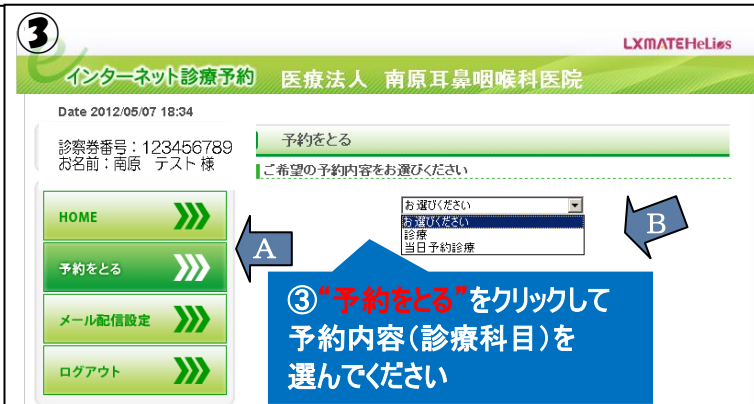 ③
LXMATEHeLios
インターネット診療予約 医療法人 南原耳鼻咽喉科医院
Date 2012/05/07 18:34
診察券番号：123456789
お名前：南原 テスト 様
予約をとる
ご希望の予約内容をお選びください
お選びください
お選びください
診療
当日予約診療
HOME
予約をとる
メール配信設定
ログアウト
A
B
③“予約をとる”をクリックして
予約内容（診療科目）を
選んでください